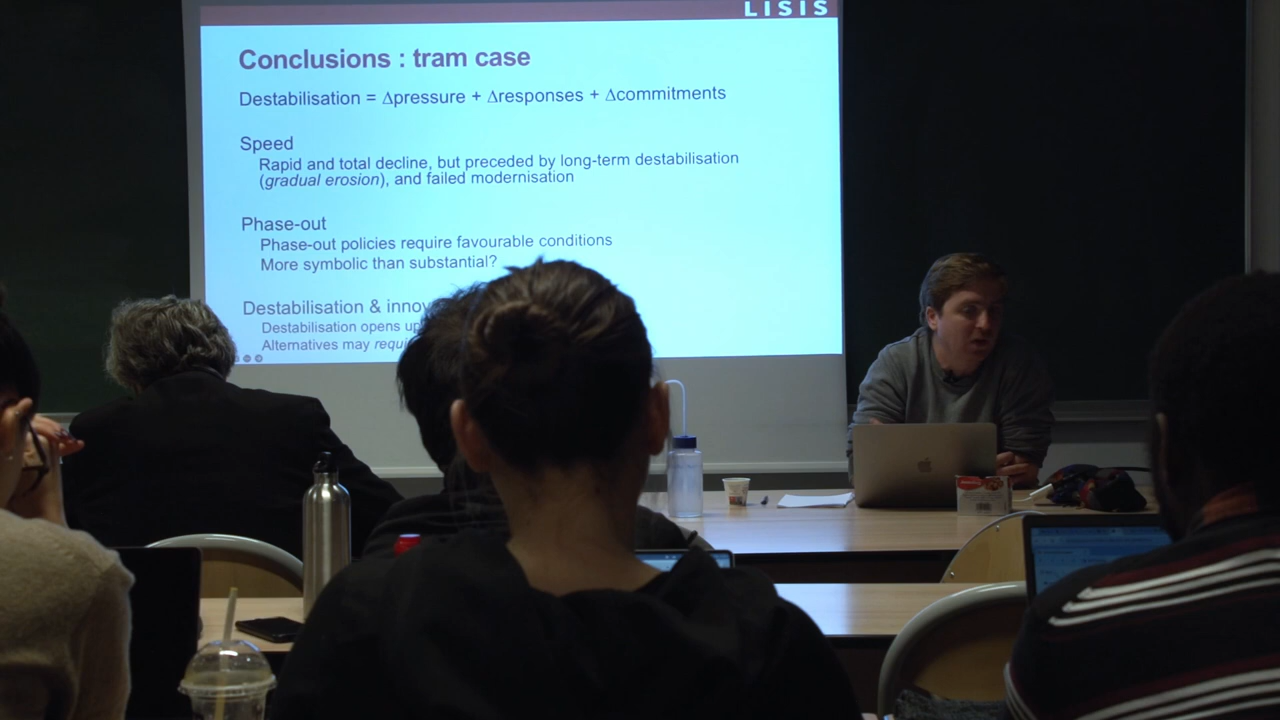 LISIS
Conclusions : tram case
Destabilisation = Δpressure + Δresponses + Δcommitments
Speed
Rapid and total decline, but preceded by long-term destabilisation
(gradual erosion), and failed modernisation
Phase-out
Phase-out policies require favourable conditions
More symbolic than substantial?
Destabilisation & innov
Destabilisation opens up
Alternatives may requi